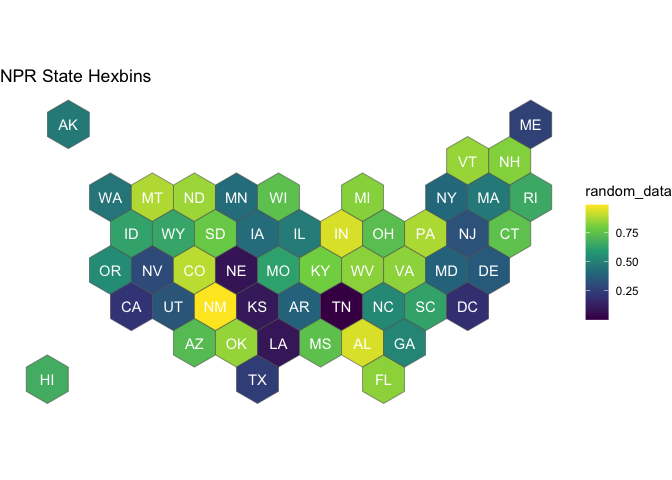 NPR State Hexbins
AK
ME
VT NH
WA MT ND MN WI MI NY MA RI
ID WY SD IA IL IN OH PA NJ CT
OR NV CO NE MO KY WV VA MD DE
CA UT NM KS AR TN NC SC DC
AZ OK LA MS AL GA
HI TX FL
random_data
0.75
0.50
0.25